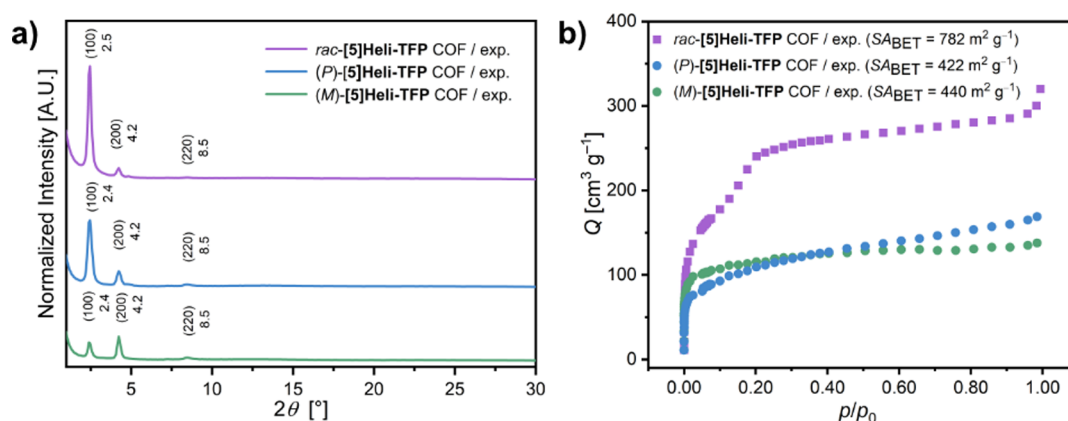 a)
Normalized Intensity [A.U.]
(100)
2.5
(200)
4.2
(220)
8.5
rac-[5]Heli-TFP COF / exp.
(P)-[5]Heli-TFP COF / exp.
(M)-[5]Heli-TFP COF / exp.
(100)
2.4
(200)
4.2
(220)
8.5
(100)
2.4
(200)
4.2
(220)
8.5
5 10 15 20 25 30
2θ [°]
b)
Q [cm³ g⁻¹]
400
300
200
100
0
rac-[5]Heli-TFP COF / exp. (SABET = 782 m² g⁻¹)
(P)-[5]Heli-TFP COF / exp. (SABET = 422 m² g⁻¹)
(M)-[5]Heli-TFP COF / exp. (SABET = 440 m² g⁻¹)
0.00 0.20 0.40 0.60 0.80 1.00
p/p₀